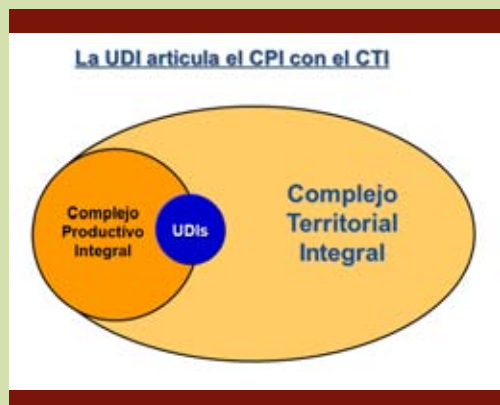 La UDI articula el CPI con el CTI
Complejo
Productivo
Integral
UDIs
Complejo
Territorial
Integral